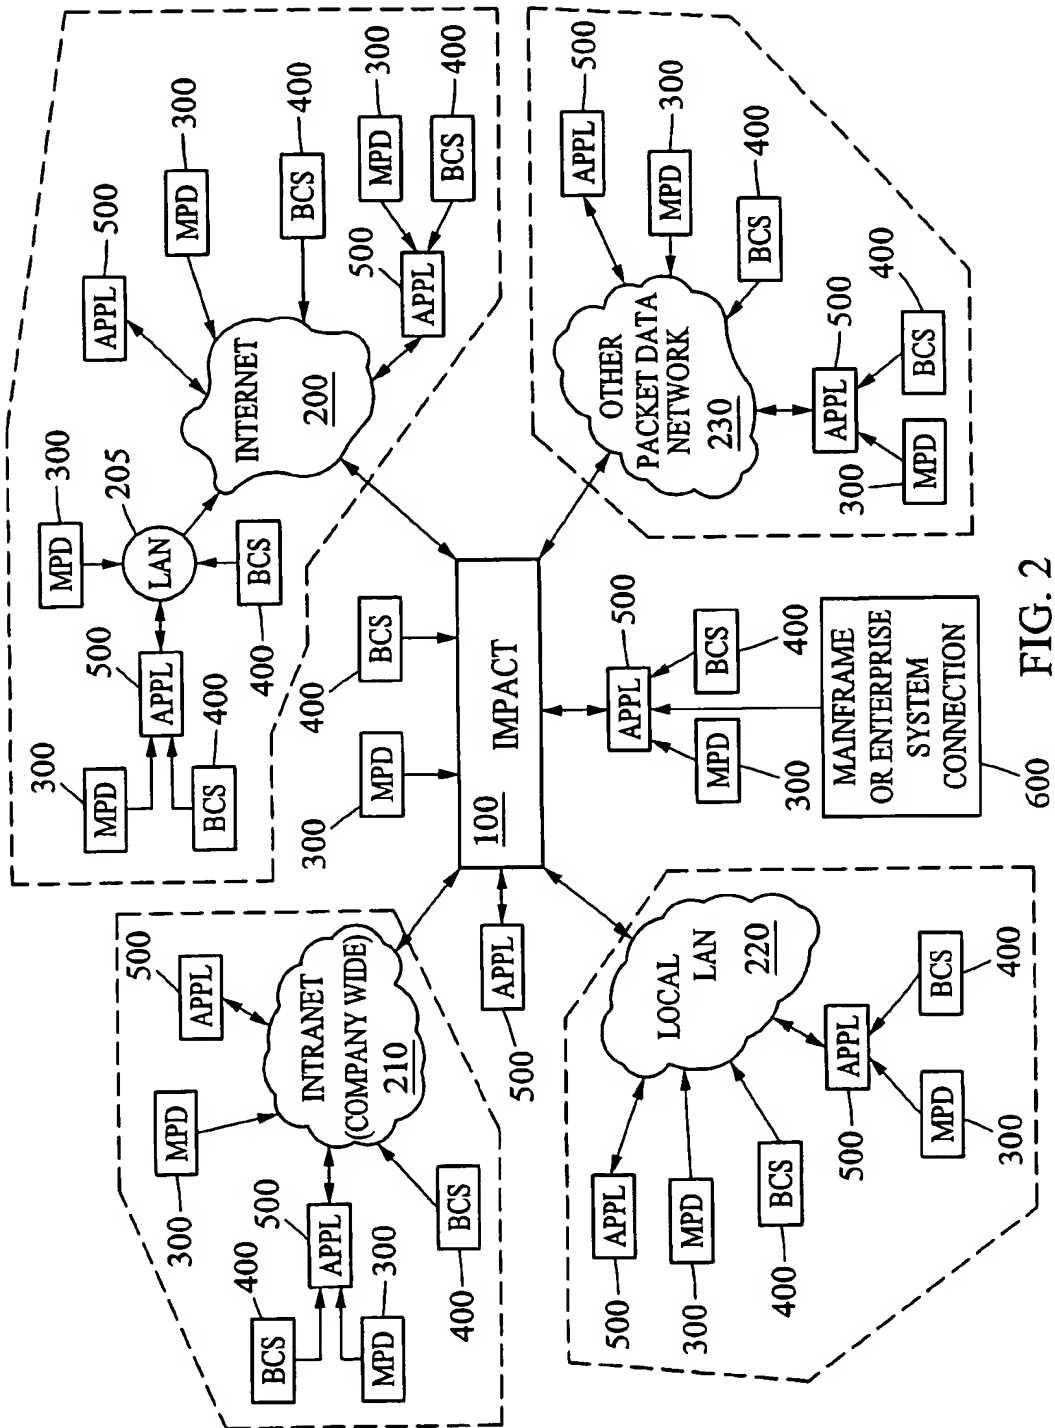 400
BCS
500
APPL
300
MPD
300
MPD
500
APPL
INTRANET
(COMPANY WIDE)
210
400
BCS
300
MPD
500
APPL
400
BCS
300
MPD
205
LAN
400
BCS
500
APPL
300
MPD
400
BCS
INTERNET
200
500
APPL
300
MPD
400
BCS
300
MPD
400
BCS
100
IMPACT
500
APPL
500
APPL
300
MPD
400
BCS
MAINFRAME
OR ENTERPRISE
SYSTEM
CONNECTION
600
LOCAL
LAN
220
500
APPL
300
MPD
400
BCS
500
APPL
300
MPD
400
BCS
OTHER
PACKET DATA
NETWORK
230
500
APPL
300
MPD
400
BCS
500
APPL
300
MPD
400
BCS
FIG. 2